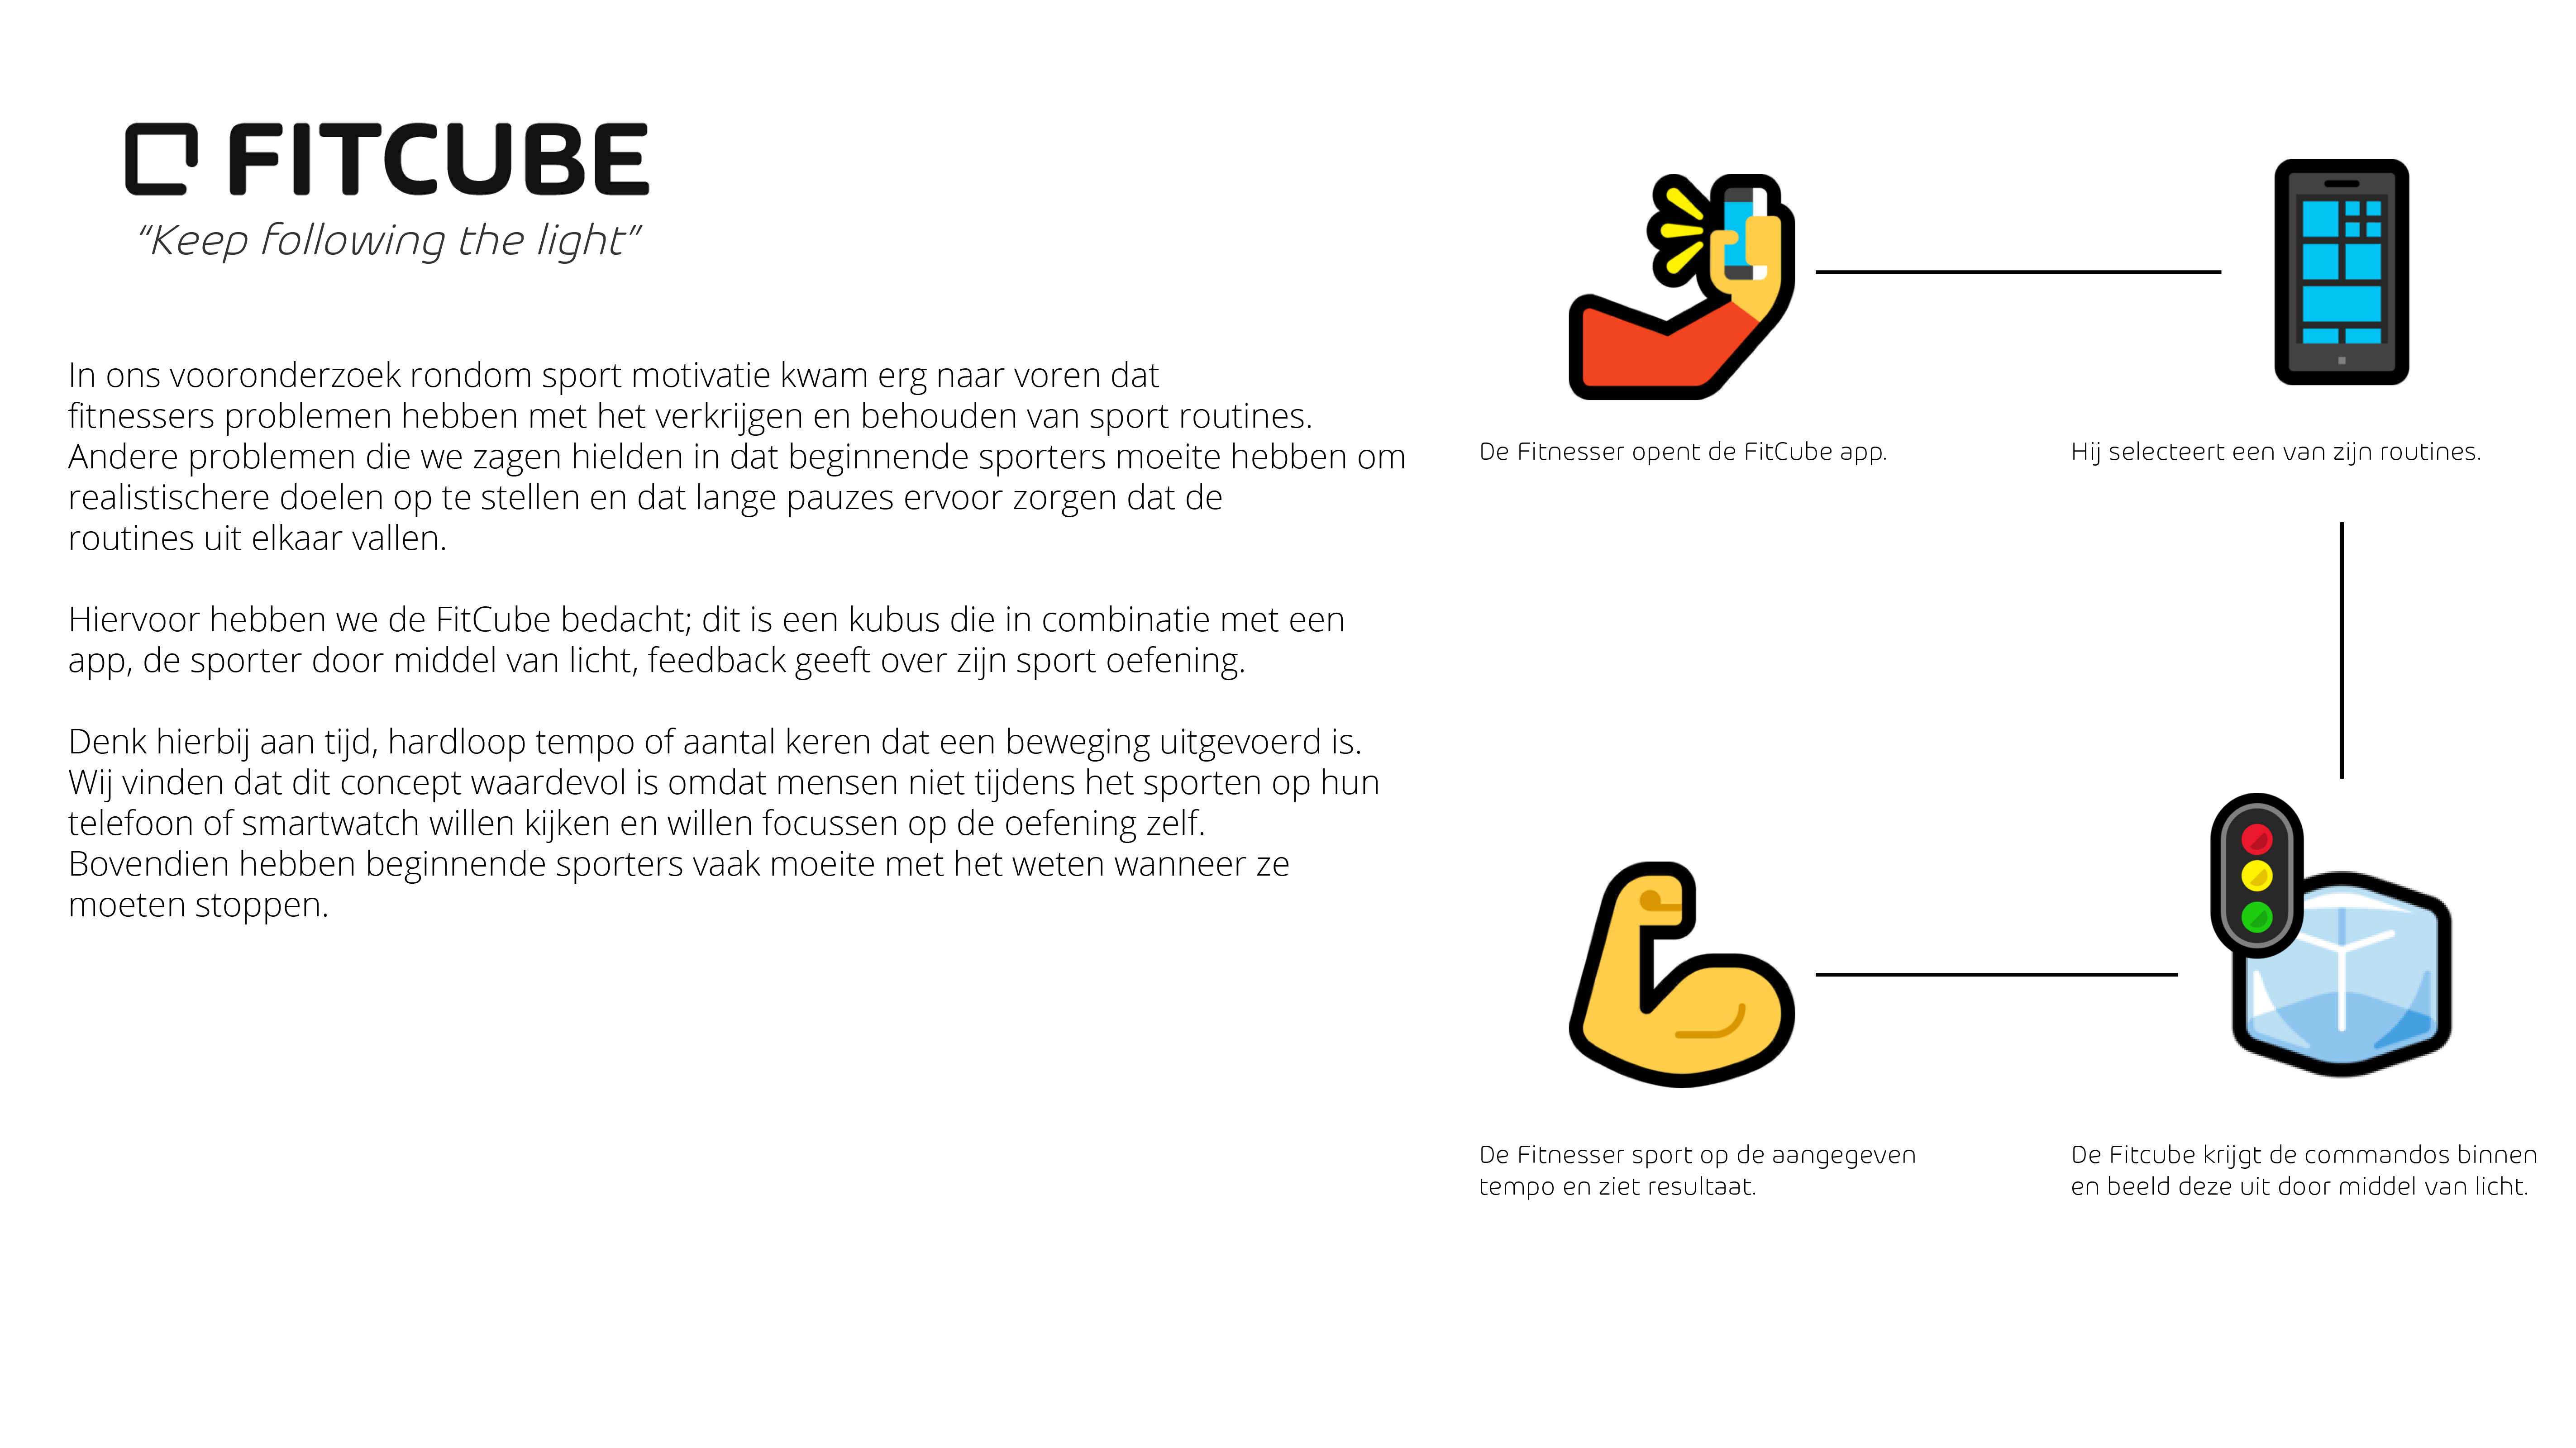 FITCUBE
“Keep following the light”
In ons vooronderzoek rondom sport motivatie kwam erg naar voren dat
fitnessers problemen hebben met het verkrijgen en behouden van sport routines.
Andere problemen die we zagen hielden in dat beginnende sporters moeite hebben om
realistischere doelen op te stellen en dat lange pauzes ervoor zorgen dat de
routines uit elkaar vallen.
Hiervoor hebben we de FitCube bedacht; dit is een kubus die in combinatie met een
app, de sporter door middel van licht, feedback geeft over zijn sport oefening.
Denk hierbij aan tijd, hardloop tempo of aantal keren dat een beweging uitgevoerd is.
Wij vinden dat dit concept waardevol is omdat mensen niet tijdens het sporten op hun
telefoon of smartwatch willen kijken en willen focussen op de oefening zelf.
Bovendien hebben beginnende sporters vaak moeite met het weten wanneer ze
moeten stoppen.
De Fitnesser opent de FitCube app.
Hij selecteert een van zijn routines.
De Fitnesser sport op de aangegeven
tempo en ziet resultaat.
De Fitcube krijgt de commandos binnen
en beeld deze uit door middel van licht.